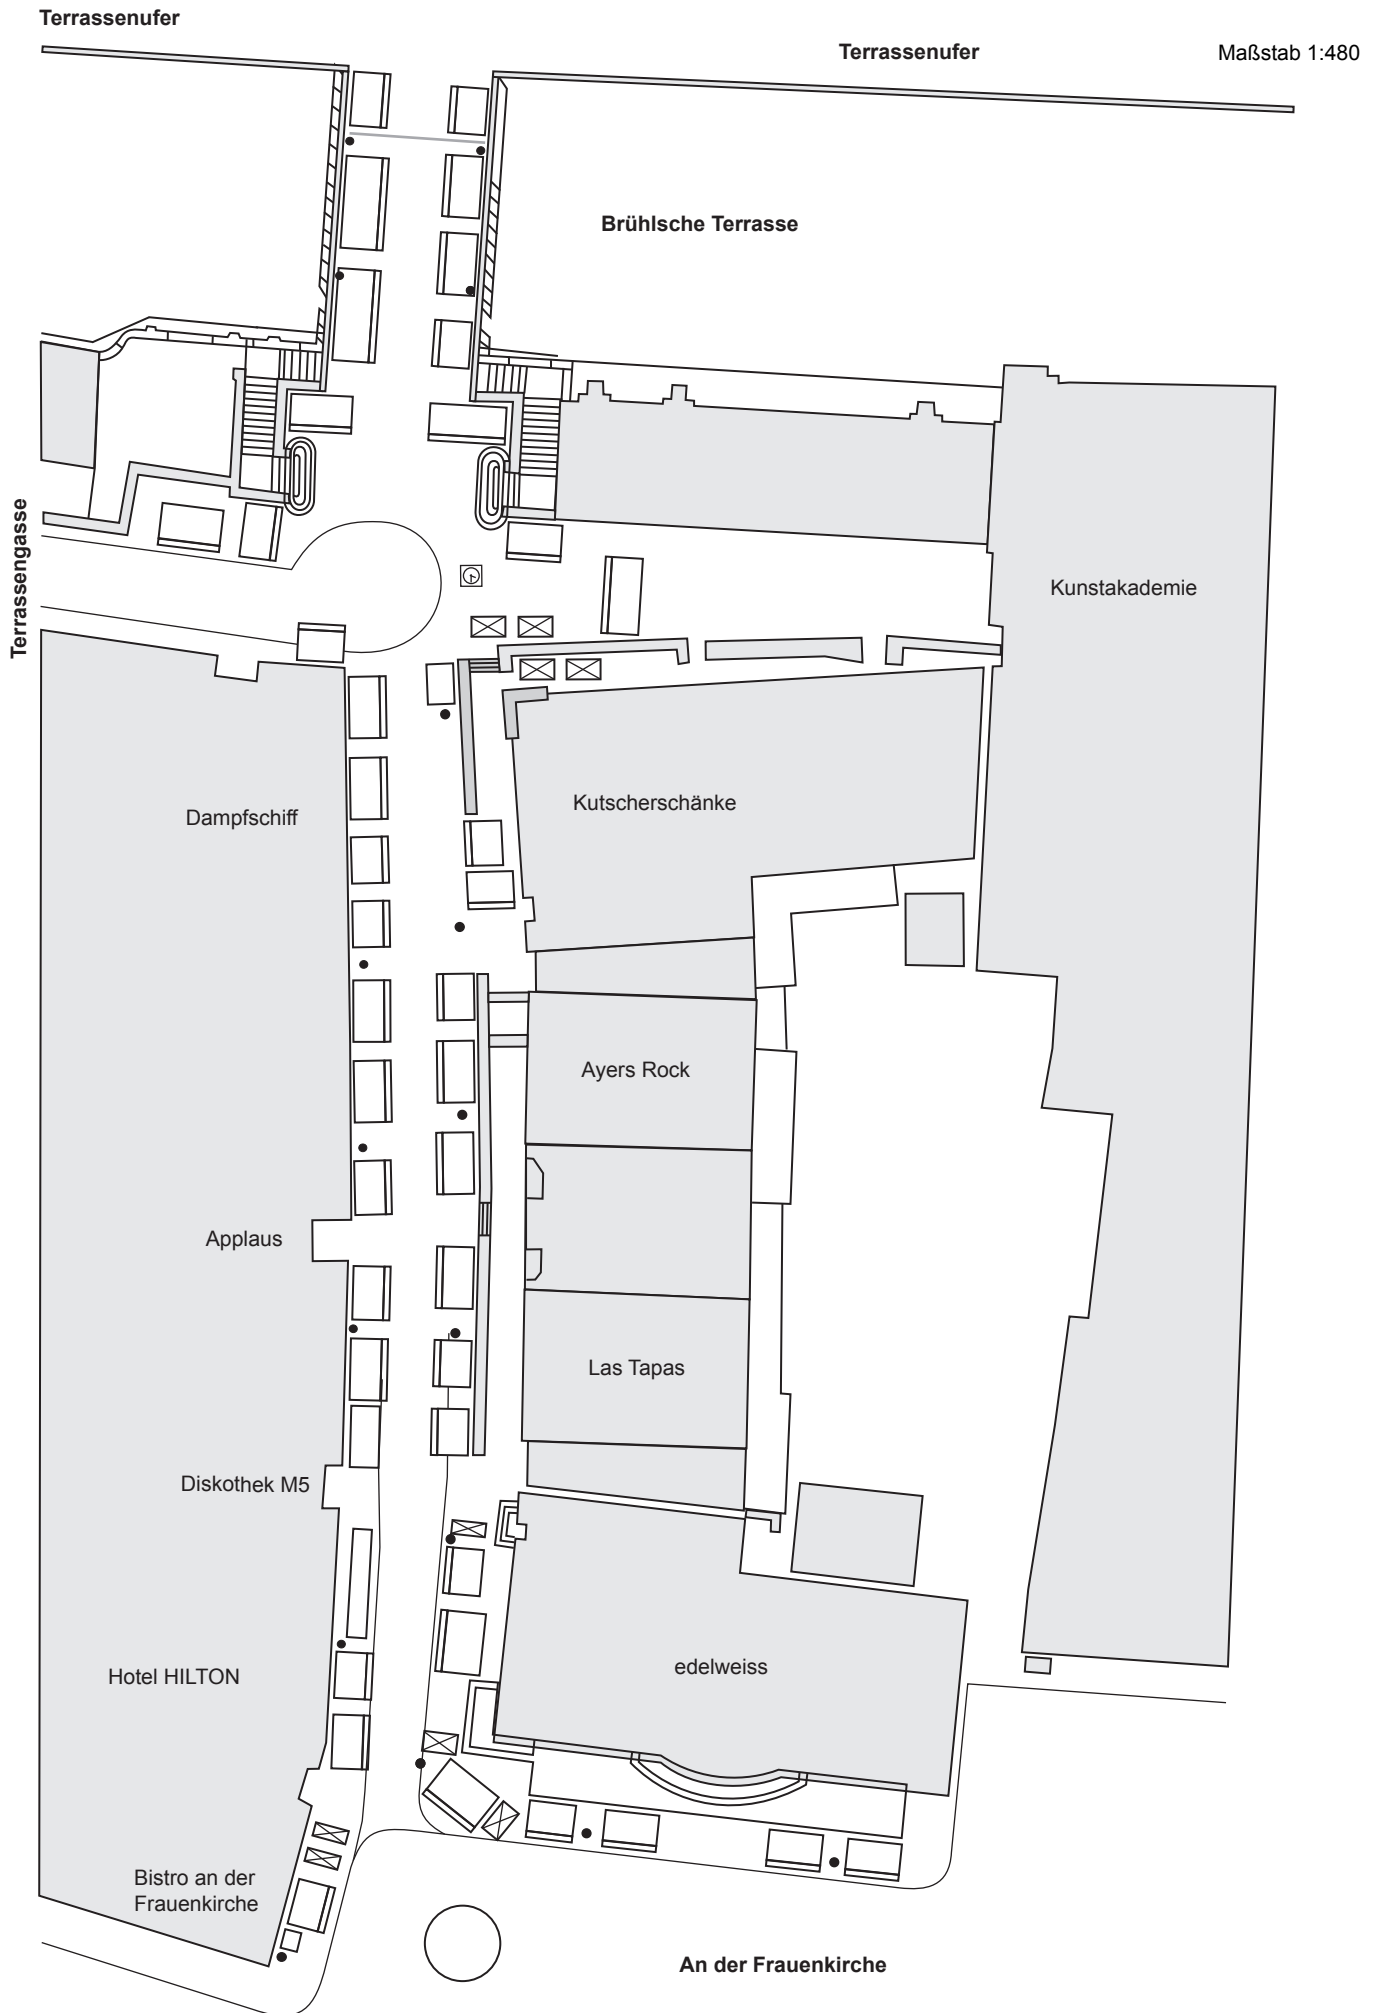 Terrassenufer
Terrassenufer
Maßstab 1:480
Brühlsche Terrasse
Terrassengasse
Kunstakademie
Kutscherschänke
Dampfschiff
Ayers Rock
Applaus
Las Tapas
Diskothek M5
edelweiss
Hotel HILTON
Bistro an der
Frauenkirche
An der Frauenkirche